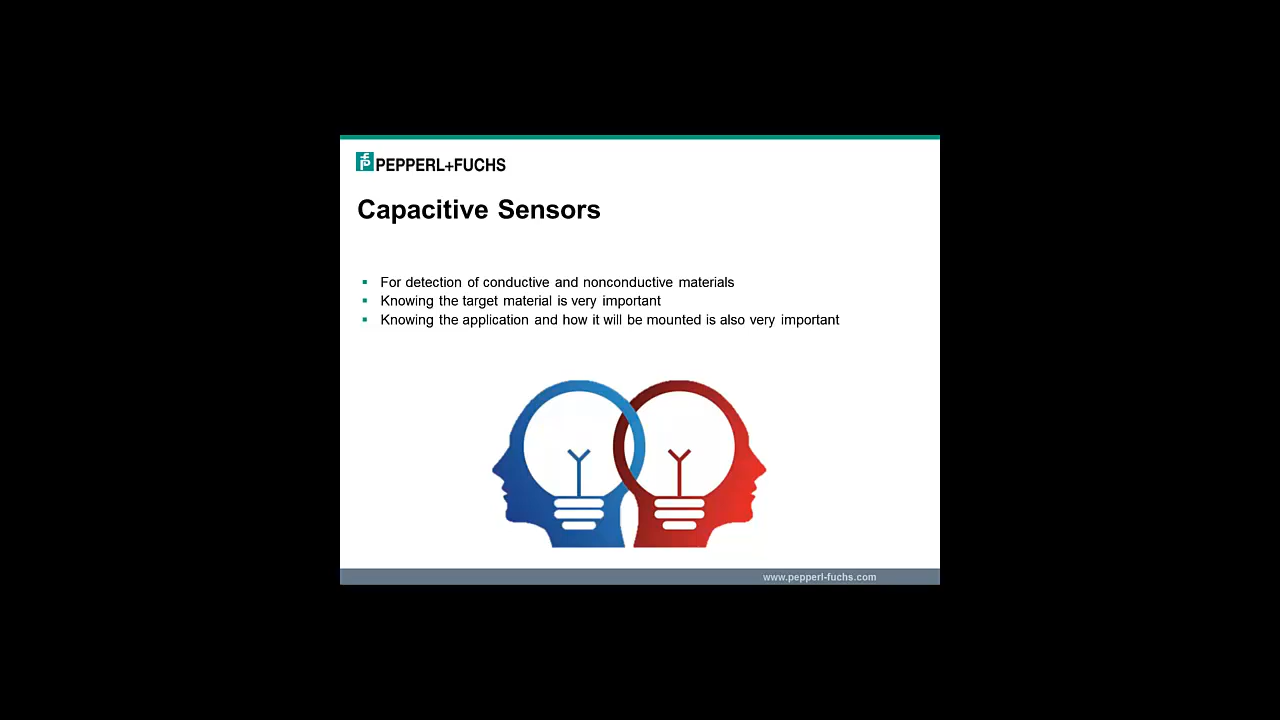 PEPPERL+FUCHS
Capacitive Sensors
For detection of conductive and nonconductive materials
Knowing the target material is very important
Knowing the application and how it will be mounted is also very important
www.pepperl-fuchs.com